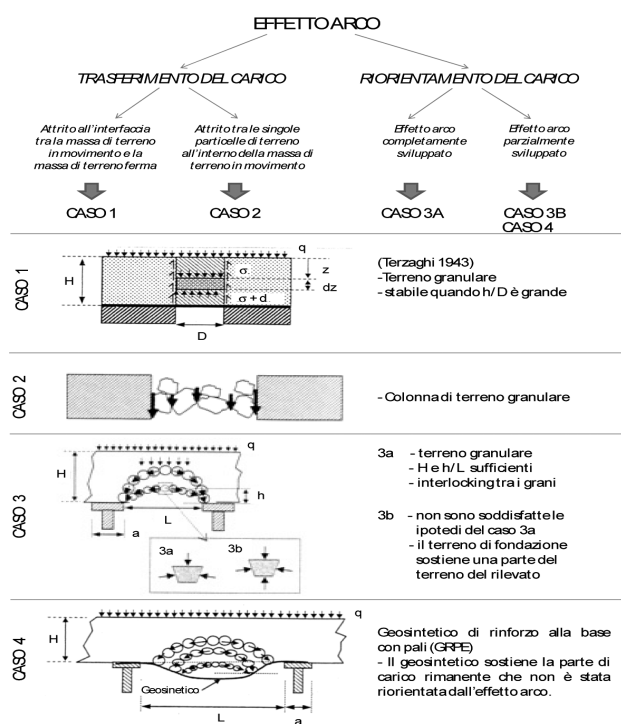 EFFETTO ARCO
TRASFERIMENTO DEL CARICO
RIORIENTAMENTO DEL CARICO
Attrito all'interfaccia
tra la massa di terreno
in movimento e la
massa di terreno ferma
Attrito tra le singole
particelle di terreno
all'interno della massa di
terreno in movimento
Effetto arco
completamente
sviluppato
Effetto arco
parzialmente
sviluppato
CASO 1
CASO 2
CASO 3A
CASO 3B
CASO 4
CASO 1
q
H
σ
z
dz
σ + d
D
(Terzaghi 1943)
-Terreno granulare
- stabile quando h/D è grande
CASO 2
- Colonna di terreno granulare
CASO 3
q
H
h
L
a
3a
3b
3a - terreno granulare
- H e h/L sufficienti
- interlocking tra i grani
3b - non sono soddisfatte le
ipotedi del caso 3a
- il terreno di fondazione
sostiene una parte del
terreno del rilevato
CASO 4
q
H
Geosinetico
L
a
Geosintetico di rinforzo alla base
con pali (GRPE)
- Il geosintetico sostiene la parte di
carico rimanente che non è stata
riorientata dall'effetto arco.